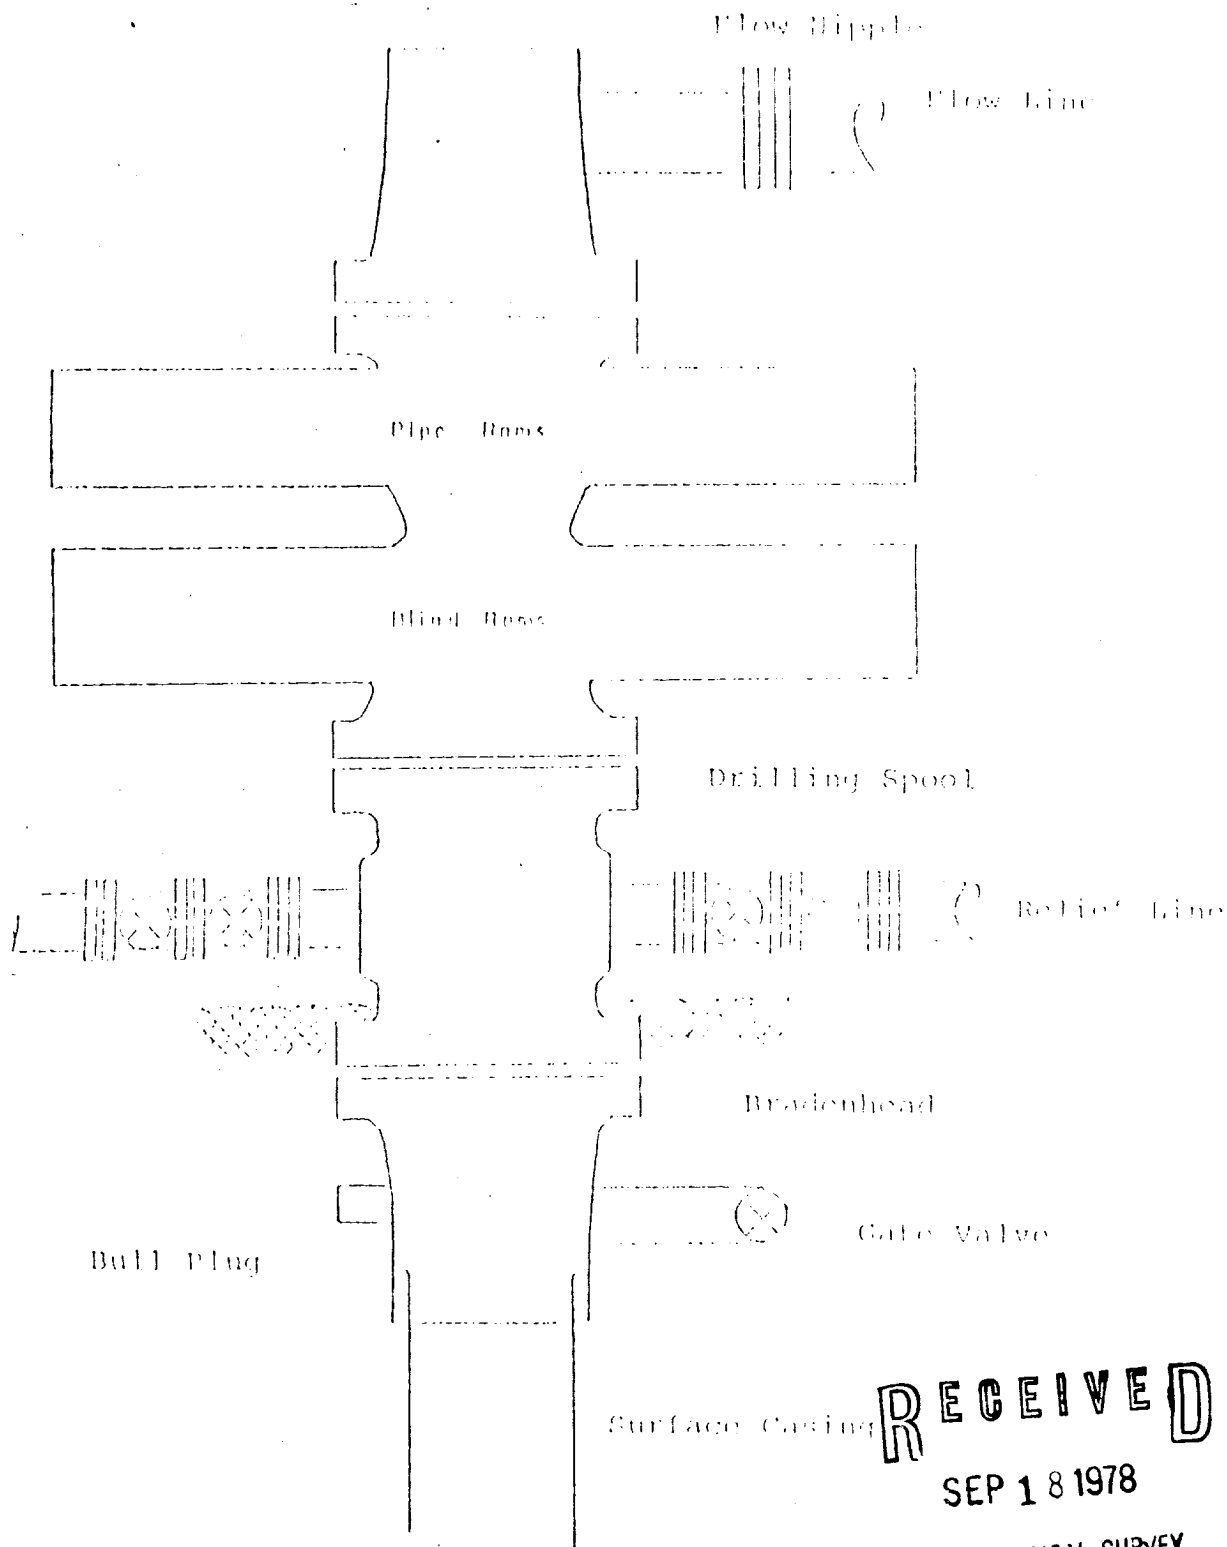 Flow Nipple
Flow Line
Pipe Rams
Blind Rams
Drilling Spool
Relief Line
Bradenhead
Gate Valve
Bull Plug
Surface Casing
RECEIVED
SEP 18 1978
SURVEY